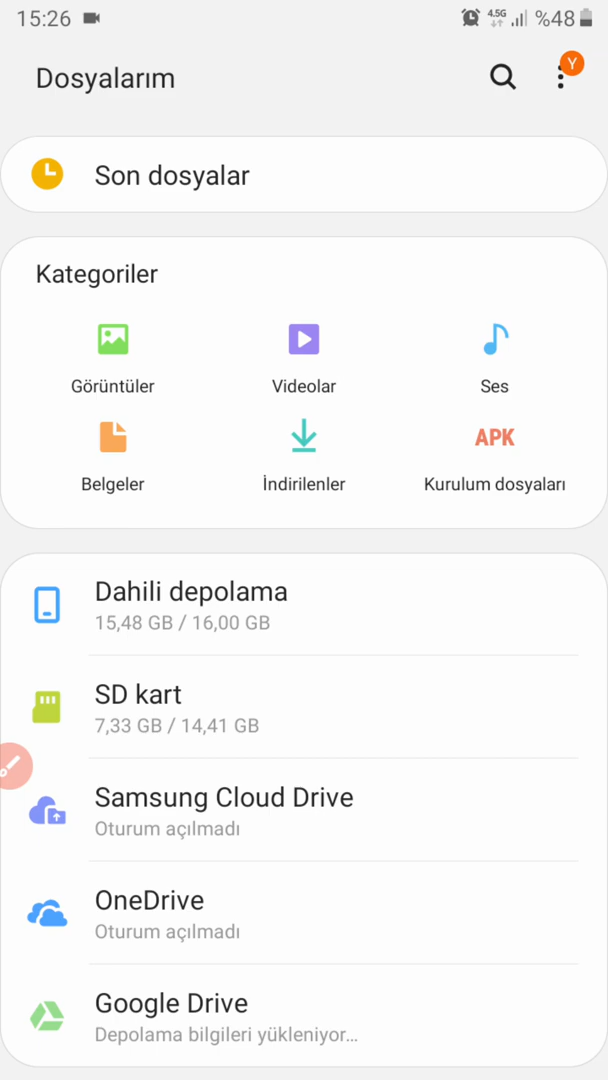 15:26
4.5G
%48
Dosyalarım
Y
Son dosyalar
Kategoriler
Görüntüler
Videolar
Ses
Belgeler
İndirilenler
APK
Kurulum dosyaları
Dahili depolama
15,48 GB / 16,00 GB
SD kart
7,33 GB / 14,41 GB
Samsung Cloud Drive
Oturum açılmadı
OneDrive
Oturum açılmadı
Google Drive
Depolama bilgileri yükleniyor...